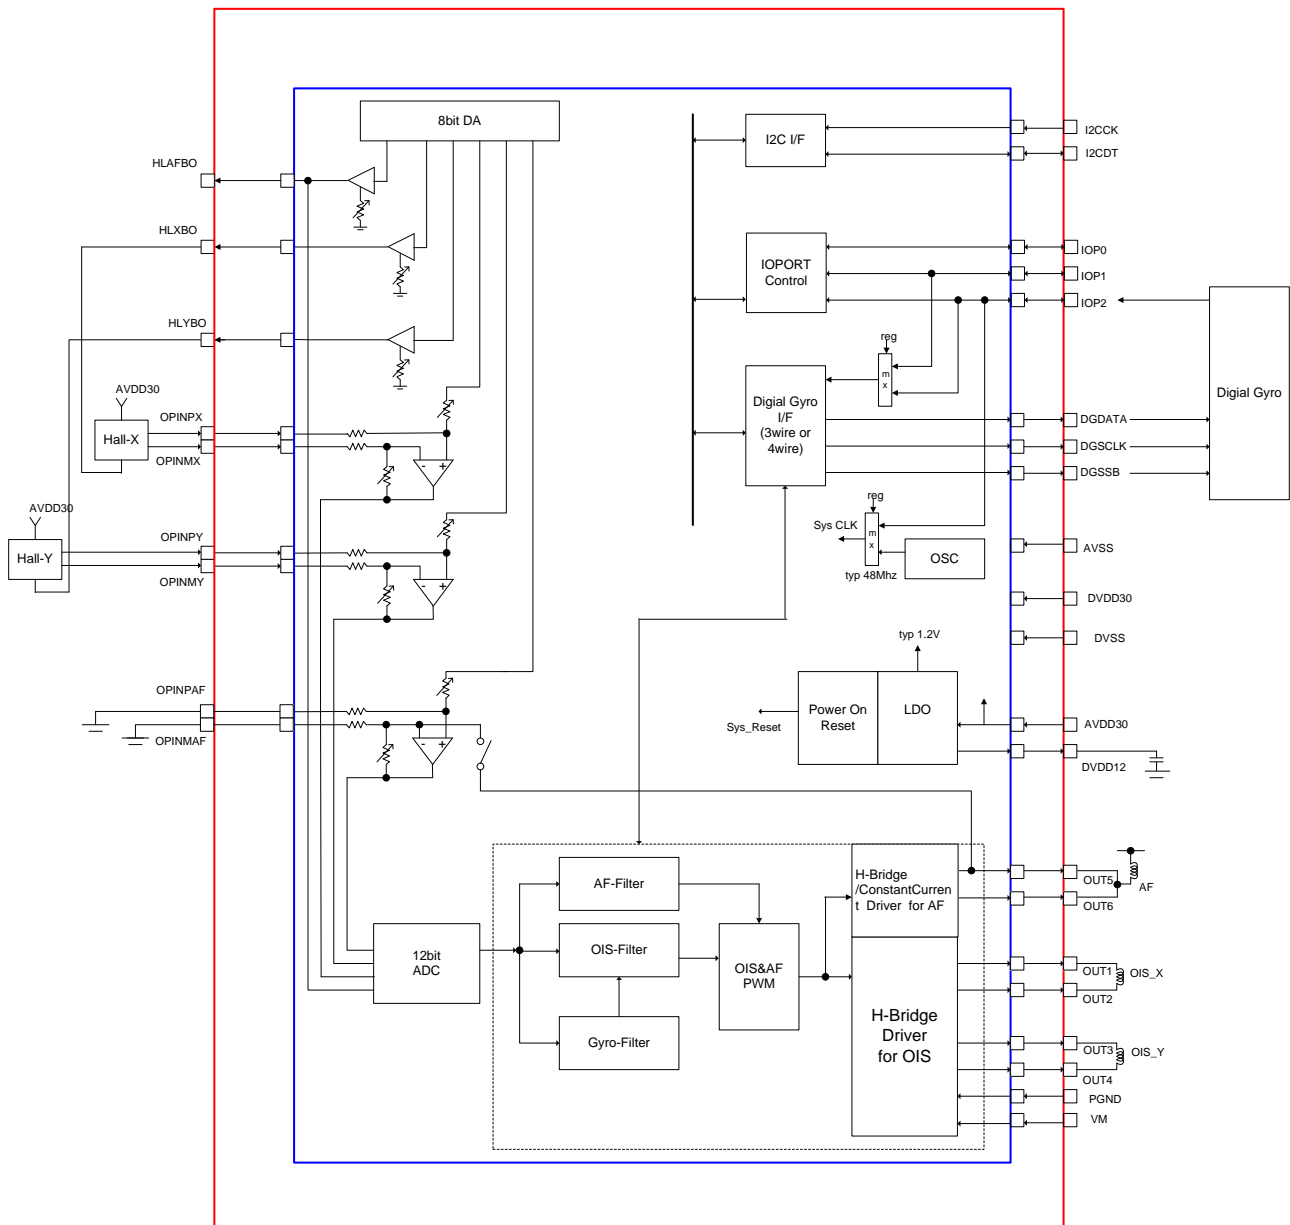 8bit DA
I2C I/F
I2CCK
I2CDT
HLAFBO
HLXBO
IOPORT
Control
IOP0
IOP1
IOP2
HLYBO
reg
m
x
AVDD30
Hall-X
OPINPX
OPINMX
- +
Digial Gyro
I/F
(3wire or
4wire)
DGDATA
DGSCLK
DGSSB
Digial Gyro
AVDD30
Hall-Y
OPINPY
OPINMY
- +
reg
Sys CLK
m
x
typ 48Mhz
OSC
AVSS
DVDD30
DVSS
typ 1.2V
OPINPAF
OPINMAF
- +
Sys_Reset
Power On
Reset
LDO
AVDD30
DVDD12
AF-Filter
OIS-Filter
Gyro-Filter
12bit
ADC
OIS&AF
PWM
H-Bridge
/ConstantCurren
t Driver for AF
H-Bridge
Driver
for OIS
OUT5
OUT6
AF
OUT1
OUT2
OIS_X
OUT3
OUT4
OIS_Y
PGND
VM